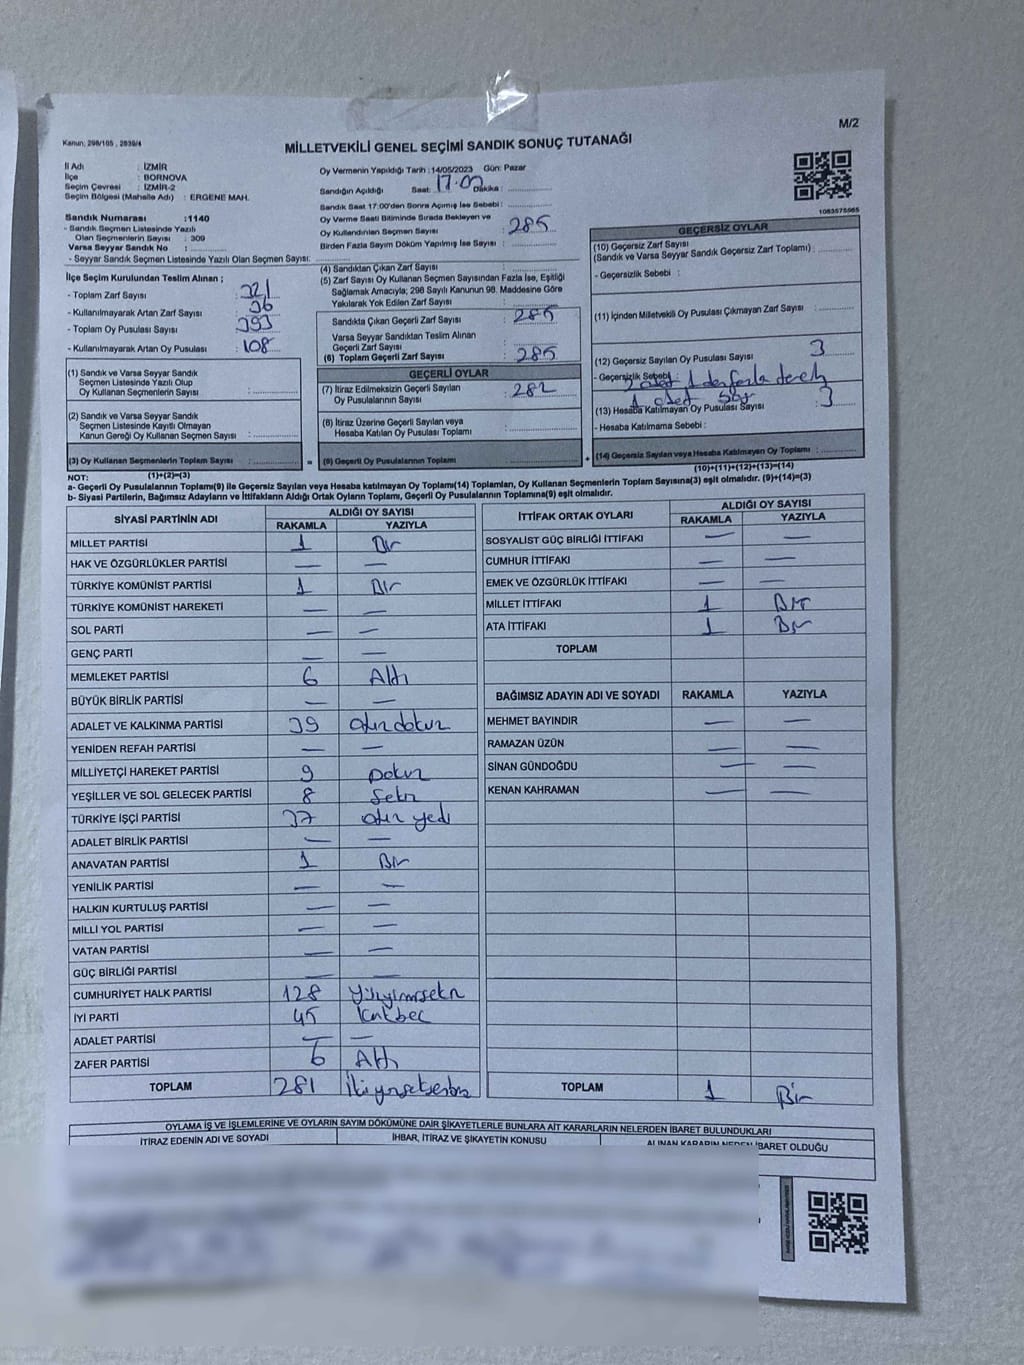 M/2
Kanun: 298/105 , 2839/4
MİLLETVEKİLİ GENEL SEÇİMİ SANDIK SONUÇ TUTANAĞI
İl Adı : İZMİR
İlçe : BORNOVA
Seçim Çevresi : İZMİR-2
Seçim Bölgesi (Mahalle Adı) : ERGENE MAH.
Sandık Numarası :1140
- Sandık Seçmen Listesinde Yazılı
Olan Seçmenlerin Sayısı : 309
Varsa Seyyar Sandık No :
- Seyyar Sandık Seçmen Listesinde Yazılı Olan Seçmen Sayısı:
Oy Vermenin Yapıldığı Tarih : 14/05/2023 Gün: Pazar
Sandığın Açıldığı Saat: 17.00 Dakika :
Sandık Saat 17:00'den Sonra Açılmış İse Sebebi :
Oy Verme Saati Bitiminde Sırada Bekleyen ve
Oy Kullandırılan Seçmen Sayısı : 285
Birden Fazla Sayım Döküm Yapılmış İse Sayısı :
1083575965
İlçe Seçim Kurulundan Teslim Alınan ;
- Toplam Zarf Sayısı : 321
- Kullanılmayarak Artan Zarf Sayısı : 36
- Toplam Oy Pusulası Sayısı : 393
- Kullanılmayarak Artan Oy Pusulası : 108
(1) Sandık ve Varsa Seyyar Sandık
Seçmen Listesinde Yazılı Olup
Oy Kullanan Seçmenlerin Sayısı :
(2) Sandık ve Varsa Seyyar Sandık
Seçmen Listesinde Kayıtlı Olmayan
Kanun Gereği Oy Kullanan Seçmen Sayısı :
(3) Oy Kullanan Seçmenlerin Toplam Sayısı :
(4) Sandıktan Çıkan Zarf Sayısı :
(5) Zarf Sayısı Oy Kullanan Seçmen Sayısından Fazla İse, Eşitliği
Sağlamak Amacıyla; 298 Sayılı Kanunun 98. Maddesine Göre
Yakılarak Yok Edilen Zarf Sayısı :
Sandıkta Çıkan Geçerli Zarf Sayısı : 285
Varsa Seyyar Sandıktan Teslim Alınan
Geçerli Zarf Sayısı :
(6) Toplam Geçerli Zarf Sayısı : 285
GEÇERLİ OYLAR
(7) İtiraz Edilmeksizin Geçerli Sayılan
Oy Pusulalarının Sayısı : 282
(8) İtiraz Üzerine Geçerli Sayılan veya
Hesaba Katılan Oy Pusulası Toplamı :
= (9) Geçerli Oy Pusulalarının Toplamı :
GEÇERSİZ OYLAR
(10) Geçersiz Zarf Sayısı
(Sandık ve Varsa Seyyar Sandık Geçersiz Zarf Toplamı) :
- Geçersizlik Sebebi :
(11) İçinden Milletvekili Oy Pusulası Çıkmayan Zarf Sayısı :
(12) Geçersiz Sayılan Oy Pusulası Sayısı : 3
- Geçersizlik Sebebi : 2 adet 1 den fazla tercih
1 adet
(13) Hesaba Katılmayan Oy Pusulası Sayısı : 3
- Hesaba Katılmama Sebebi :
+ (14) Geçersiz Sayılan veya Hesaba Katılmayan Oy Toplamı :
NOT: (1)+(2)=(3)
(10)+(11)+(12)+(13)=(14)
a- Geçerli Oy Pusulalarının Toplamı(9) ile Geçersiz Sayılan veya Hesaba katılmayan Oy Toplamı(14) Toplamları, Oy Kullanan Seçmenlerin Toplam Sayısına(3) eşit olmalıdır. (9)+(14)=(3)
b- Siyasi Partilerin, Bağımsız Adayların ve İttifakların Aldığı Ortak Oyların Toplamı, Geçerli Oy Pusulalarının Toplamına(9) eşit olmalıdır.
SİYASİ PARTİNİN ADI ALDIĞI OY SAYISI
RAKAMLA YAZIYLA
MİLLET PARTİSİ 1 Bir
HAK VE ÖZGÜRLÜKLER PARTİSİ — —
TÜRKİYE KOMÜNİST PARTİSİ 1 Bir
TÜRKİYE KOMÜNİST HAREKETİ — —
SOL PARTİ — —
GENÇ PARTİ — —
MEMLEKET PARTİSİ 6 Altı
BÜYÜK BİRLİK PARTİSİ — —
ADALET VE KALKINMA PARTİSİ 39 otuz dokuz
YENİDEN REFAH PARTİSİ — —
MİLLİYETÇİ HAREKET PARTİSİ 9 Dokuz
YEŞİLLER VE SOL GELECEK PARTİSİ 8 Sekiz
TÜRKİYE İŞÇİ PARTİSİ 37 otuz yedi
ADALET BİRLİK PARTİSİ — —
ANAVATAN PARTİSİ 1 Bir
YENİLİK PARTİSİ — —
HALKIN KURTULUŞ PARTİSİ — —
MİLLİ YOL PARTİSİ — —
VATAN PARTİSİ — —
GÜÇ BİRLİĞİ PARTİSİ — —
CUMHURİYET HALK PARTİSİ 128 Yüzyirmisekiz
İYİ PARTİ 45 Kırkbeş
ADALET PARTİSİ — —
ZAFER PARTİSİ 6 Altı
TOPLAM 281 İkiyüzseksenbir
İTTİFAK ORTAK OYLARI ALDIĞI OY SAYISI
RAKAMLA YAZIYLA
SOSYALİST GÜÇ BİRLİĞİ İTTİFAKI — —
CUMHUR İTTİFAKI — —
EMEK VE ÖZGÜRLÜK İTTİFAKI — —
MİLLET İTTİFAKI 1 Bir
ATA İTTİFAKI 1 Bir
TOPLAM
BAĞIMSIZ ADAYIN ADI VE SOYADI RAKAMLA YAZIYLA
MEHMET BAYINDIR — —
RAMAZAN ÜZÜN — —
SİNAN GÜNDOĞDU — —
KENAN KAHRAMAN — —
TOPLAM 1 Bir
OYLAMA İŞ VE İŞLEMLERİNE VE OYLARIN SAYIM DÖKÜMÜNE DAİR ŞİKAYETLERLE BUNLARA AİT KARARLARIN NELERDEN İBARET BULUNDUKLARI
İTİRAZ EDENİN ADI VE SOYADI İHBAR, İTİRAZ VE ŞİKAYETİN KONUSU ALINAN KARARIN NEDEN İBARET OLDUĞU